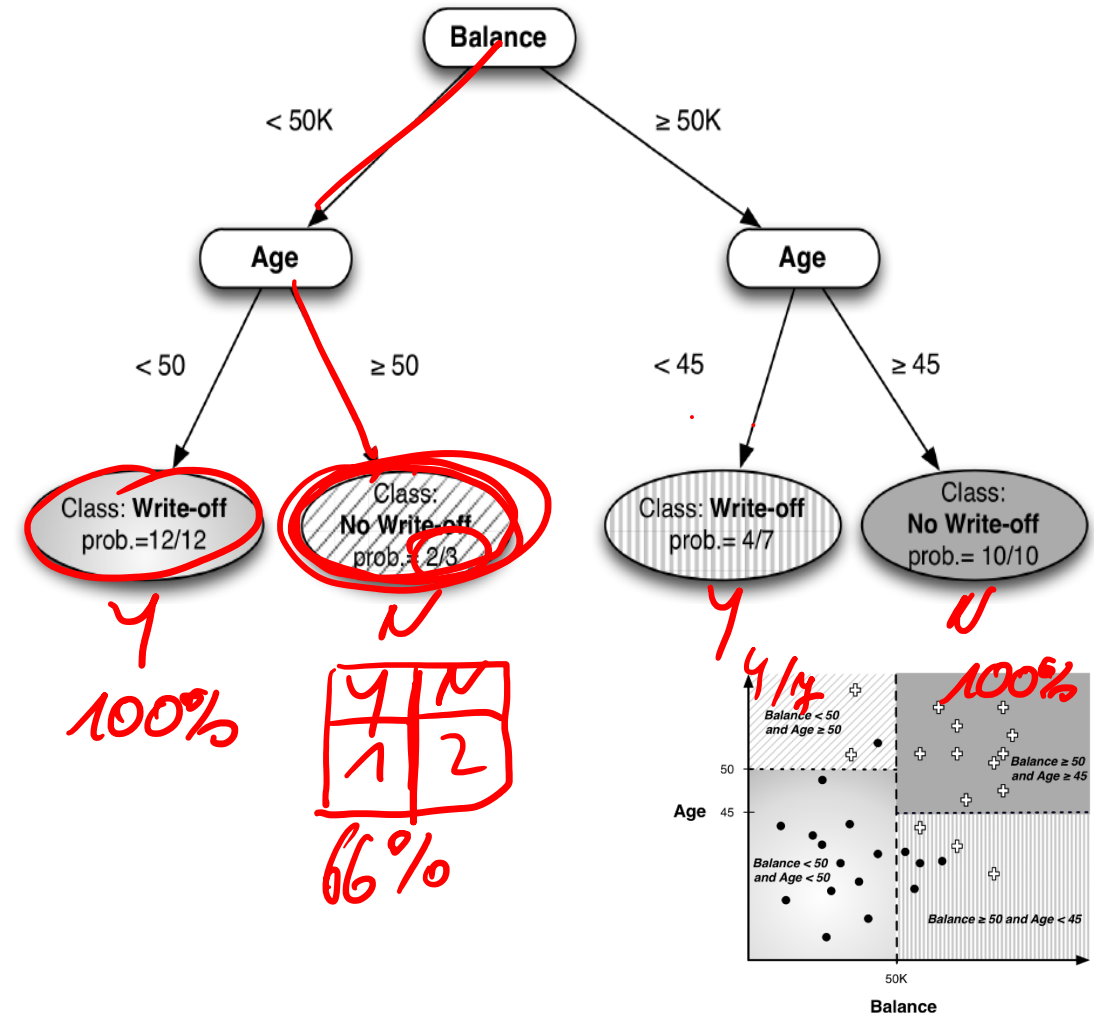 Balance
< 50K
≥ 50K
Age
Age
< 50
≥ 50
< 45
≥ 45
Class: Write-off
prob.=12/12
Class:
No Write-off
prob.= 2/3
Class: Write-off
prob.= 4/7
Class:
No Write-off
prob.= 10/10
Y
N
Y
N
100%
Y N
1 2
66%
4/7
100%
Balance < 50
and Age ≥ 50
Balance ≥ 50
and Age ≥ 45
50
Age
45
Balance < 50
and Age < 50
Balance ≥ 50 and Age < 45
50K
Balance